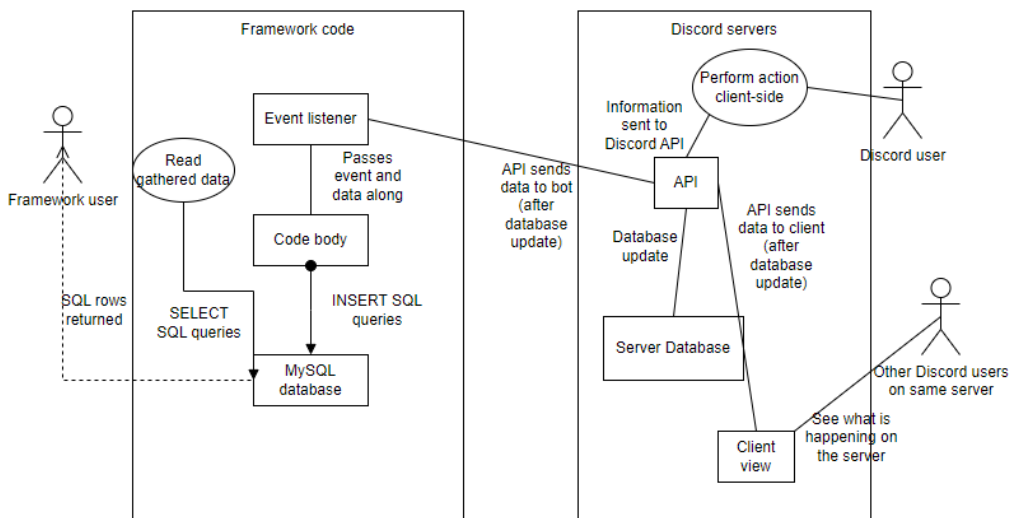 Framework code
Discord servers
Perform action
client-side
Event listener
Information
sent to
Discord API
Discord user
Read
gathered data
Passes
event and
data along
API sends
data to bot
(after
database
update)
API
Framework user
API sends
data to client
(after
database
update)
Code body
Database
update
SQL rows
returned
SELECT
SQL queries
INSERT SQL
queries
Server Database
MySQL
database
Other Discord users
on same server
See what is
happening on
the server
Client
view